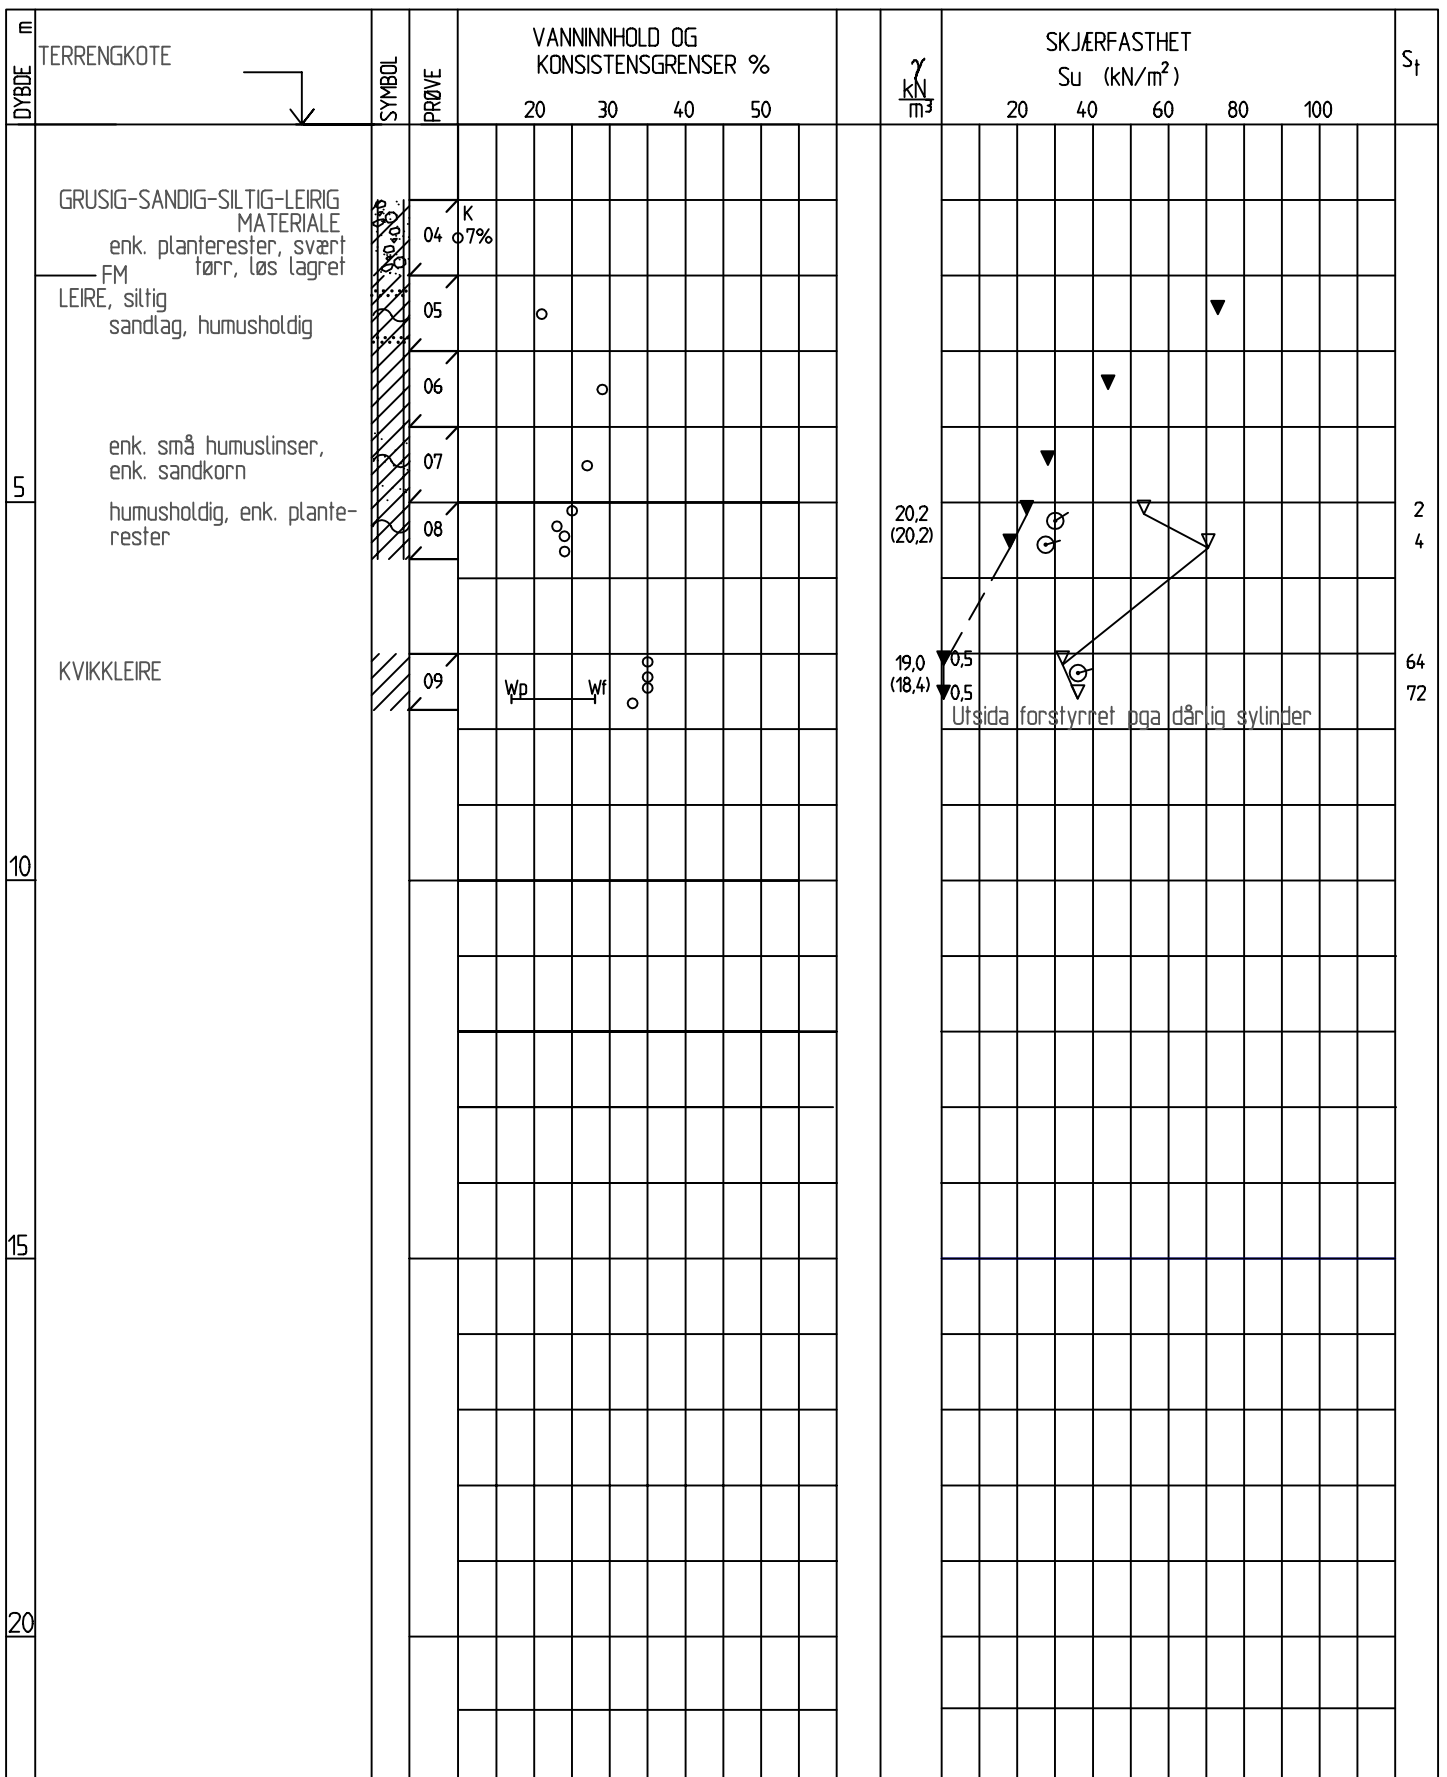 DYBDE m
TERRENGKOTE
SYMBOL
PRØVE
VANNINNHOLD OG
KONSISTENSGRENSER %
20 30 40 50
γ
kN
m³
SKJÆRFASTHET
Su (kN/m²)
20 40 60 80 100
St
GRUSIG-SANDIG-SILTIG-LEIRIG
MATERIALE
enk. planterester, svært
tørr, løs lagret
04
K
7%
FM
LEIRE, siltig
sandlag, humusholdig
05
06
enk. små humuslinser,
enk. sandkorn
07
5
humusholdig, enk. plante-
rester
08
20,2
(20,2)
2
4
KVIKKLEIRE
09
Wp Wf
19,0
(18,4)
0,5
0,5
64
72
Utsida forstyrret pga dårlig sylinder
10
15
20